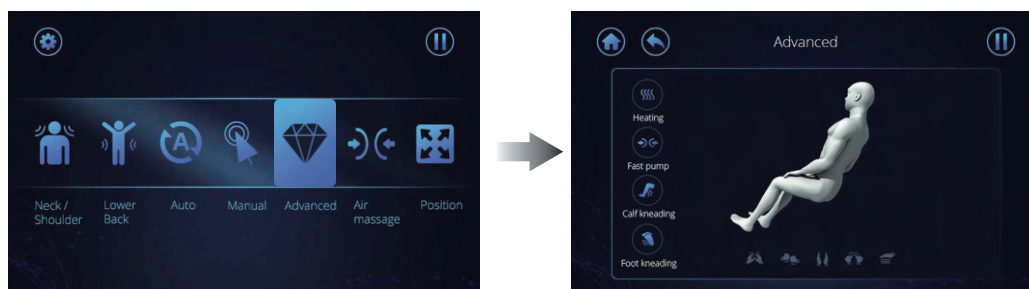 Neck /
Shoulder
Lower
Back
Auto
Manual
Advanced
Air
massage
Position
Advanced
Heating
Fast pump
Calf kneading
Foot kneading